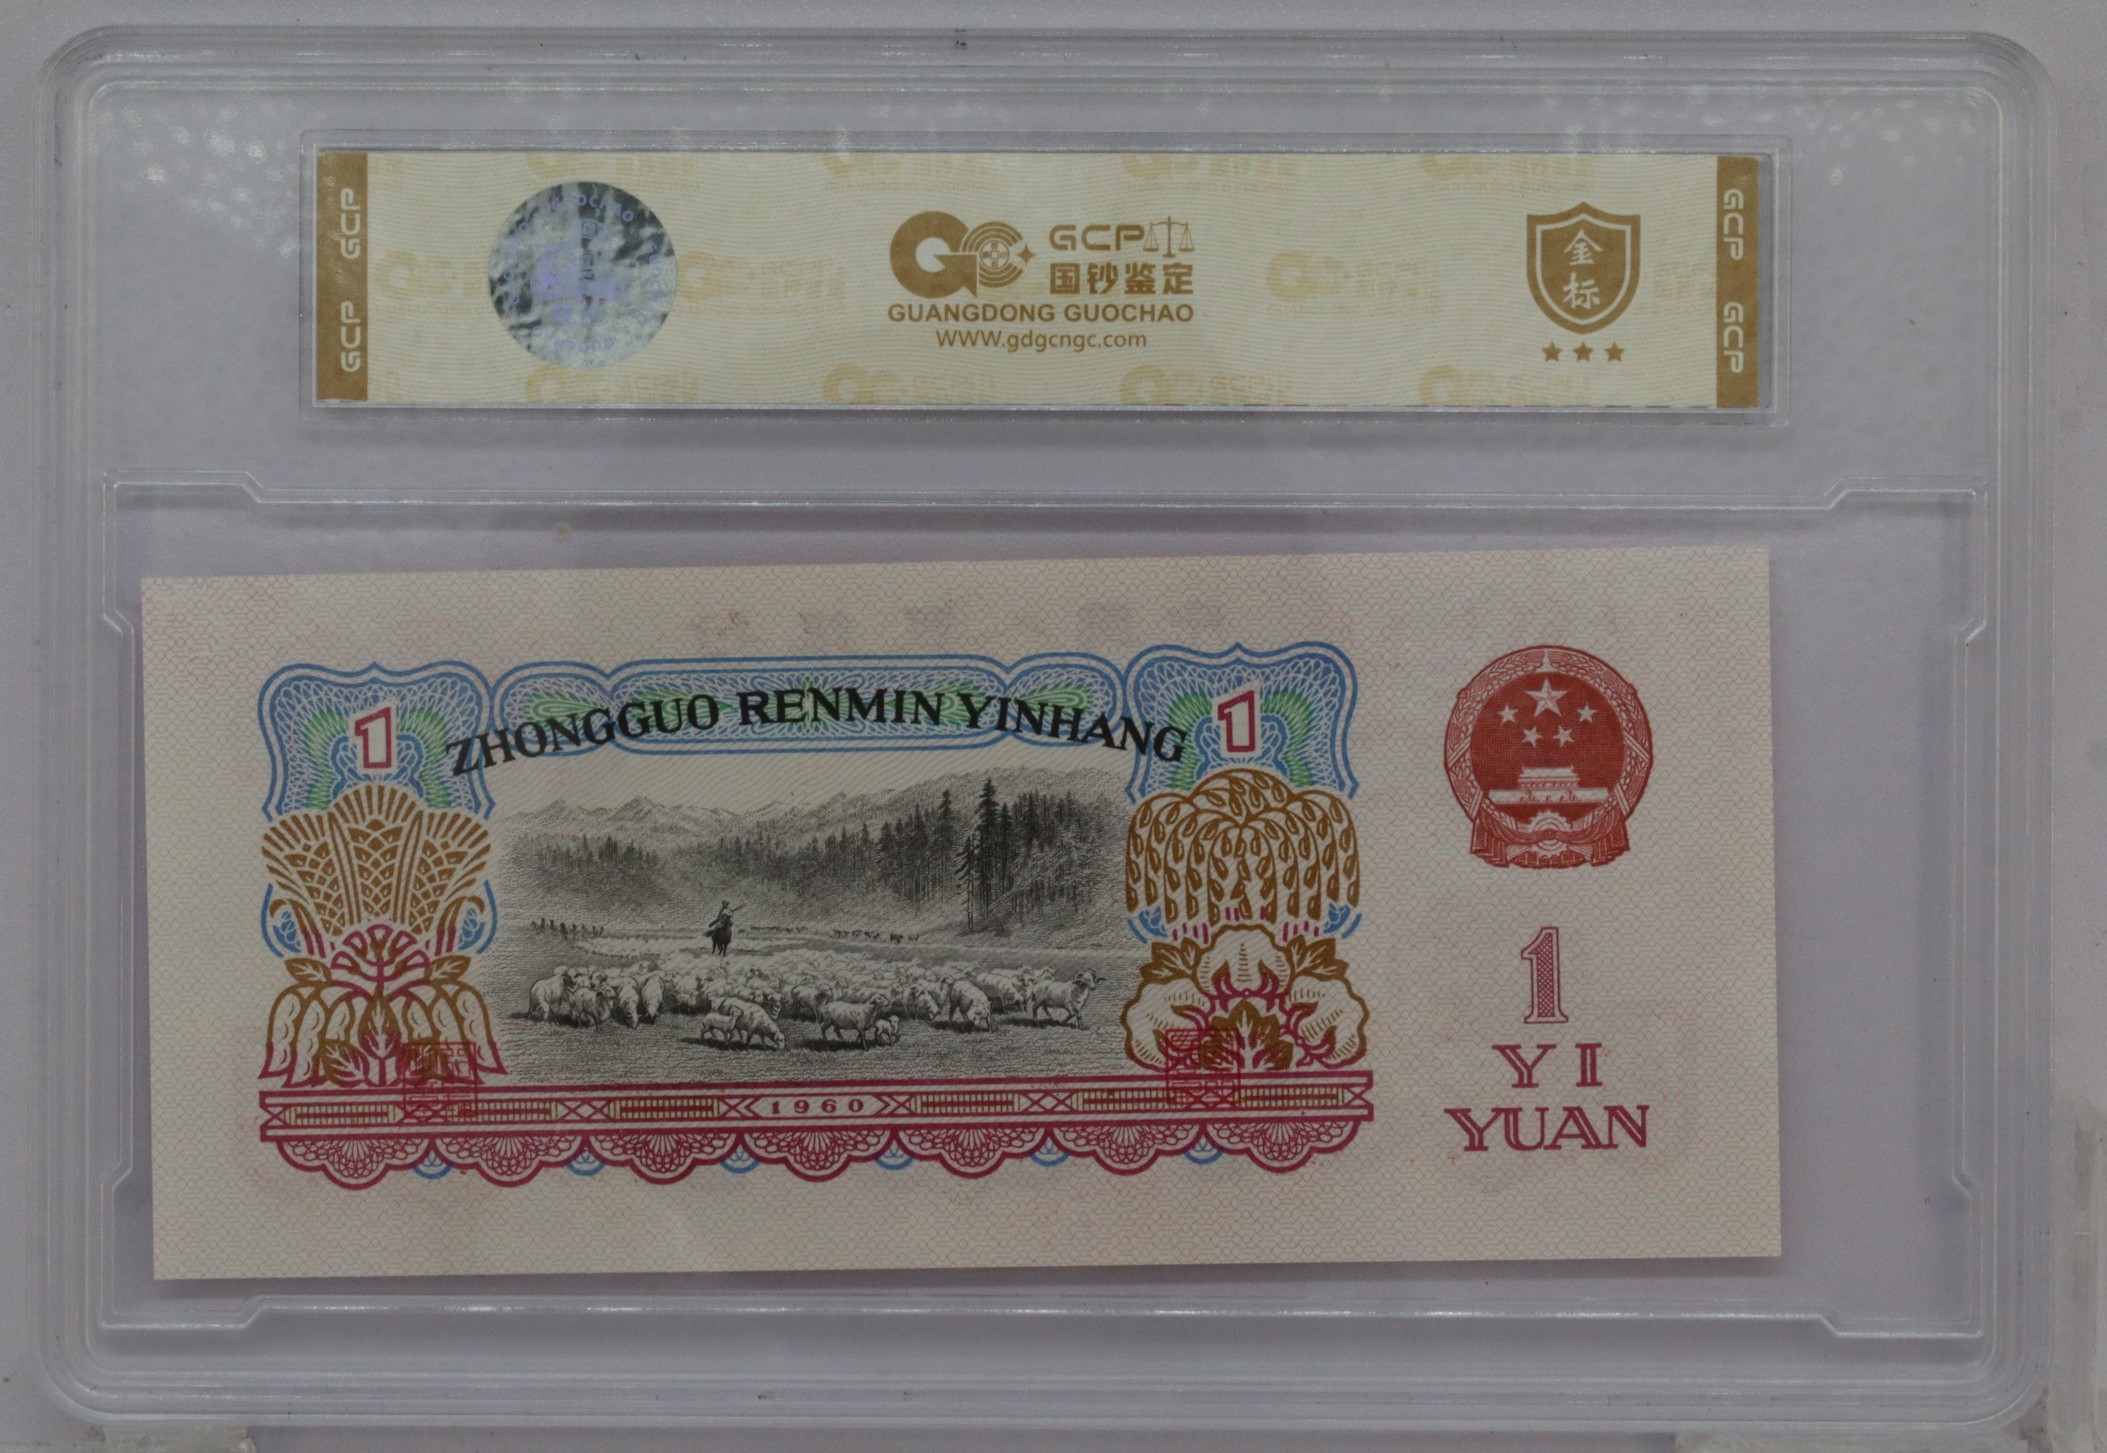 GCP
GCP
GCP
国钞鉴定
GUANGDONG GUOCHAO
WWW.gdgcngc.com
金
标
GCP
GCP
ZHONGGUO RENMIN YINHANG
1
1
1960
1
YI
YUAN